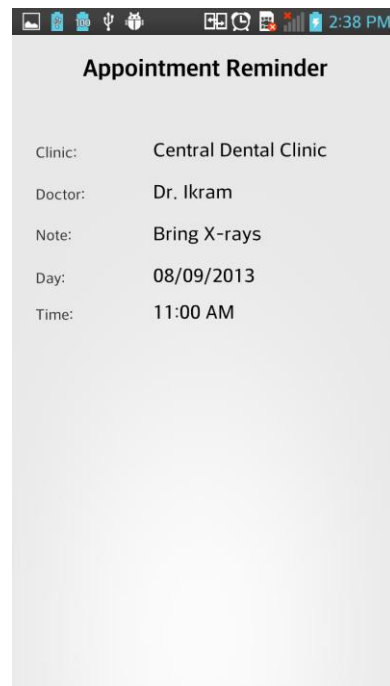 2:38 PM
Appointment Reminder
Clinic: Central Dental Clinic
Doctor: Dr. Ikram
Note: Bring X-rays
Day: 08/09/2013
Time: 11:00 AM